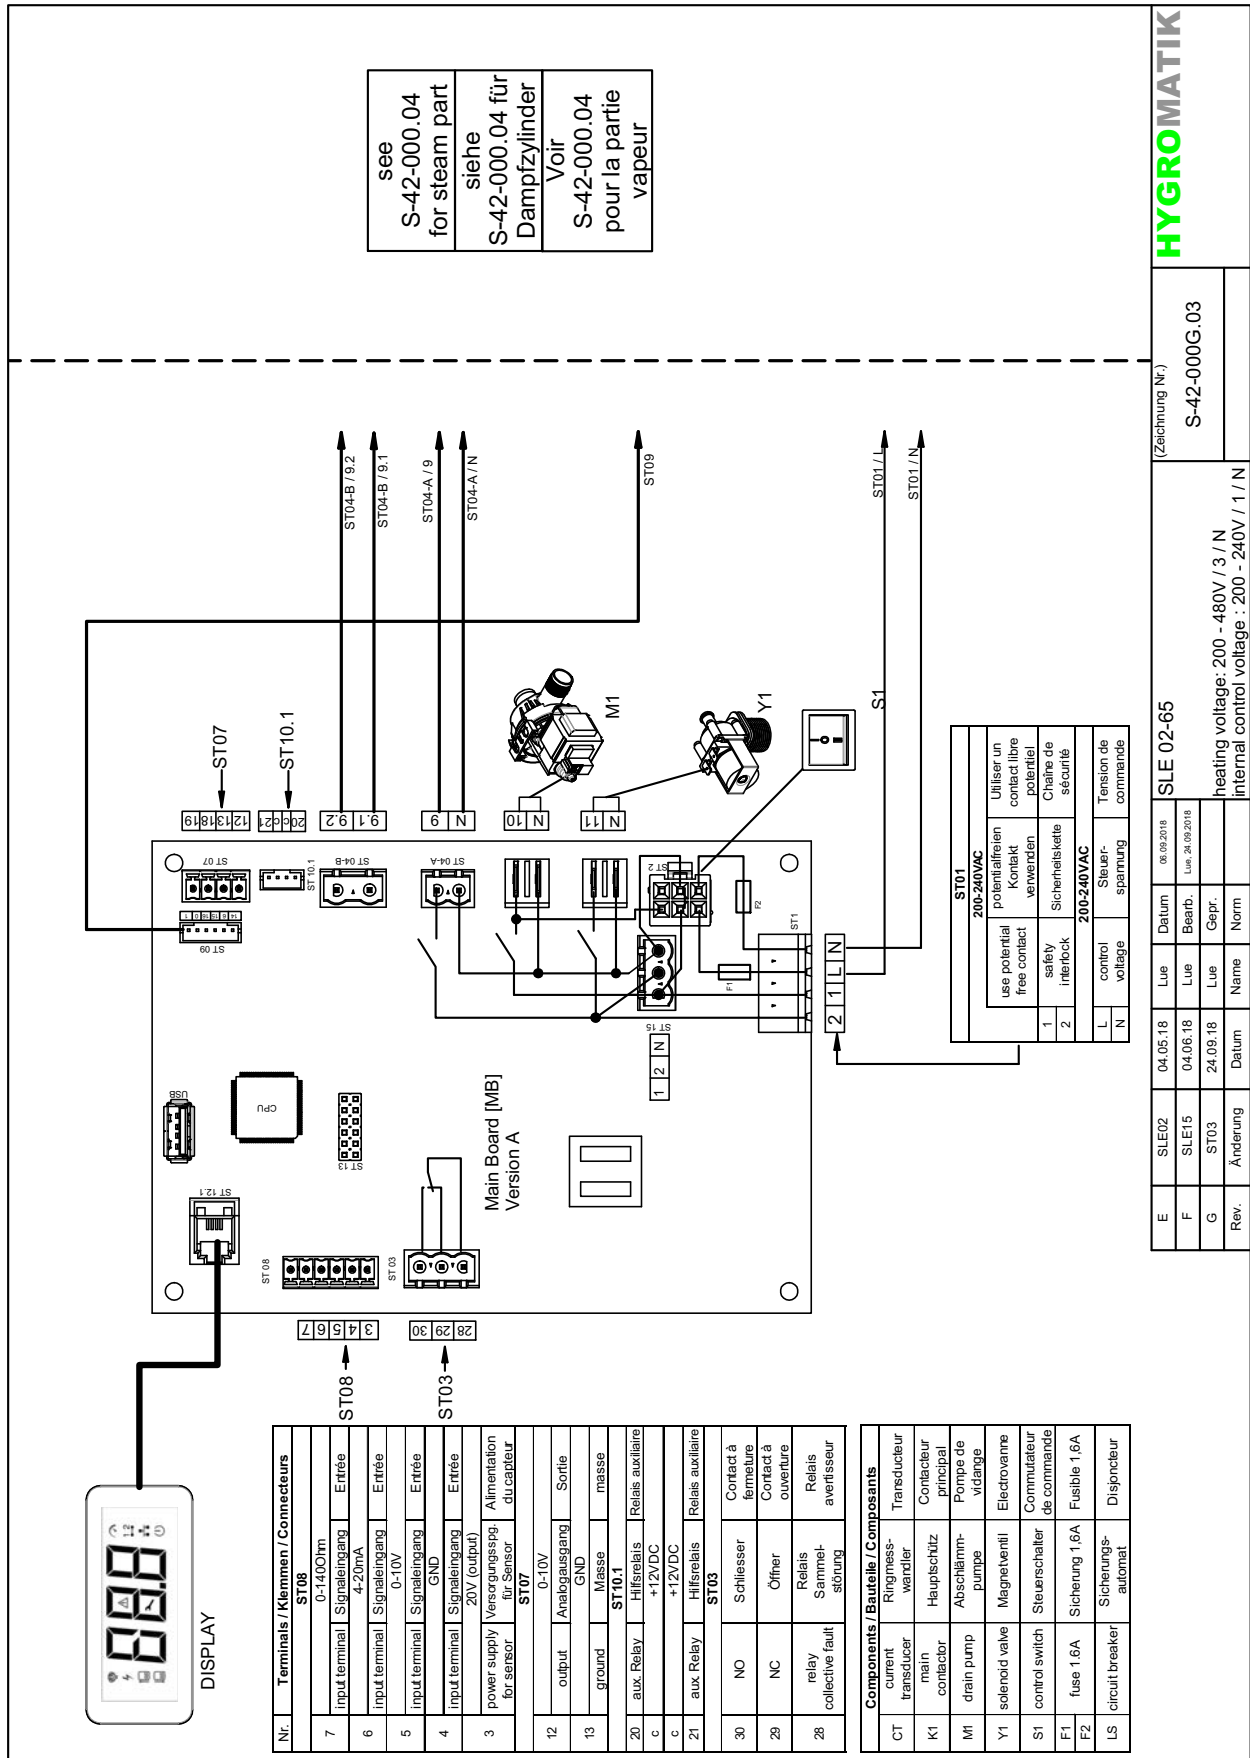 DISPLAY
Nr. Terminals / Klemmen / Connecteurs
ST08
7 0-140Ohm
input terminal Signaleingang Entrée
6 4-20mA
input terminal Signaleingang Entrée
5 0-10V
input terminal Signaleingang Entrée
4 GND
input terminal Signaleingang Entrée
3 20V (output)
power supply for sensor Versorgungsspg. für Sensor Alimentation du capteur
ST07
12 0-10V
output Analogausgang Sortie
13 GND
ground Masse masse
ST10.1
20 aux. Relay Hilfsrelais Relais auxiliaire
c +12VDC
c +12VDC
21 aux. Relay Hilfsrelais Relais auxiliaire
ST03
30 NO Schliesser Contact à fermeture
29 NC Öffner Contact à ouverture
28 relay collective fault Relais Sammel-störung Relais avertisseur
Components / Bauteile / Composants
CT current transducer Ringmess-wandler Transducteur
K1 main contactor Hauptschütz Contacteur principal
M1 drain pump Abschlämm-pumpe Pompe de vidange
Y1 solenoid valve Magnetventil Electrovanne
S1 control switch Steuerschalter Commutateur de commande
F1 F2 fuse 1.6A Sicherung 1,6A Fusible 1,6A
LS circuit breaker Sicherungs-automat Disjoncteur
ST08
7 6 5 4 3
ST03
30 29 28
ST 08
ST 03
ST 12.1
USB
CPU
ST 13
Main Board [MB]
Version A
ST 09
14 6 15 16 0 1
ST 07
ST 10.1
ST 04-B
ST 04-A
ST 2
F2
F1
ST1
ST 15
1 2 N
19 18 13 12
ST07
21 c c 20
ST10.1
9.2 9.1
9 N
10 N
11 N
2 1 L N
ST04-B / 9.2
ST04-B / 9.1
ST04-A / 9
ST04-A / N
ST09
M1
Y1
S1
ST01 / L
ST01 / N
ST01
200-240VAC
use potential free contact potentialfreien Kontakt verwenden Utiliser un contact libre potentiel
1 2 safety interlock Sicherheitskette Chaîne de sécurité
200-240VAC
L N control voltage Steuer-spannung Tension de commande
see
S-42-000.04
for steam part
siehe
S-42-000.04 für
Dampfzylinder
Voir
S-42-000.04
pour la partie
vapeur
E SLE02 04.05.18 Lue Datum 06.09.2018
F SLE15 04.06.18 Lue Bearb. Lue, 24.09.2018
G ST03 24.09.18 Lue Gepr.
Rev. Änderung Datum Name Norm
SLE 02-65
heating voltage: 200 - 480V / 3 / N
internal control voltage : 200 - 240V / 1 / N
(Zeichnung Nr.)
S-42-000G.03
HYGROMATIK